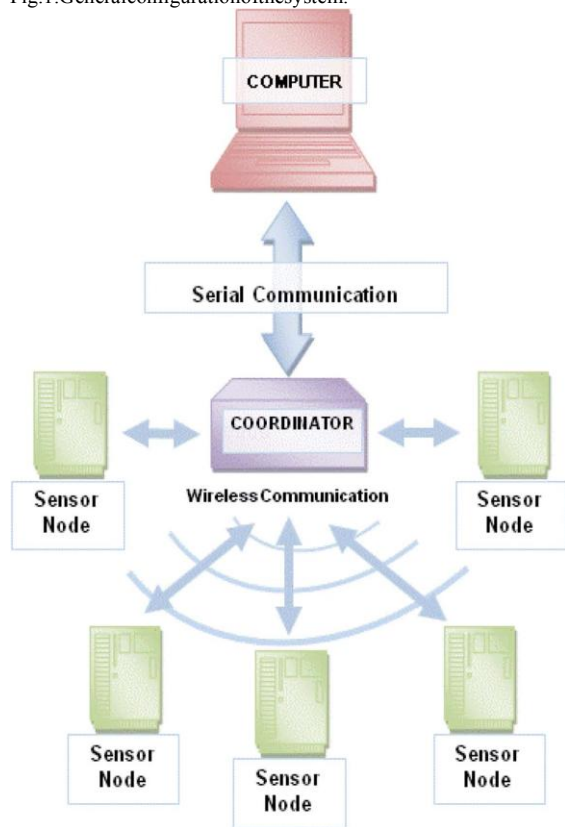 Fig.1.Generalconfigurationofthesystem.
COMPUTER
Serial Communication
COORDINATOR
Wireless Communication
Sensor
Node
Sensor
Node
Sensor
Node
Sensor
Node
Sensor
Node